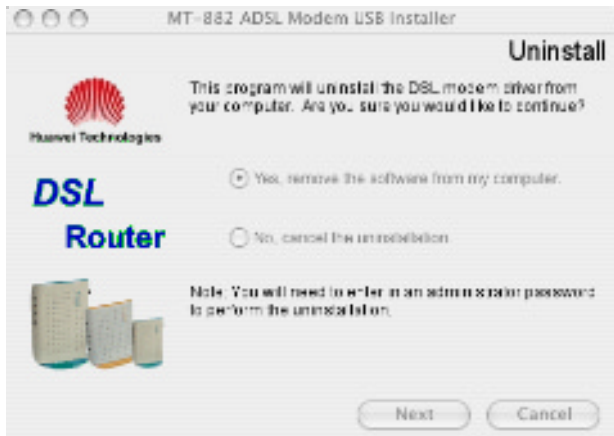 MT-882 ADSL Modem USB Installer
Uninstall
This program will uninstall the DSL modem driver from
your computer. Are you sure you would like to continue?
Huawei Technologies
Yes, remove the software from my computer.
DSL
Router
No, cancel the uninstallation
Note: You will need to enter in an administrator password
to perform the uninstallation.
Next
Cancel